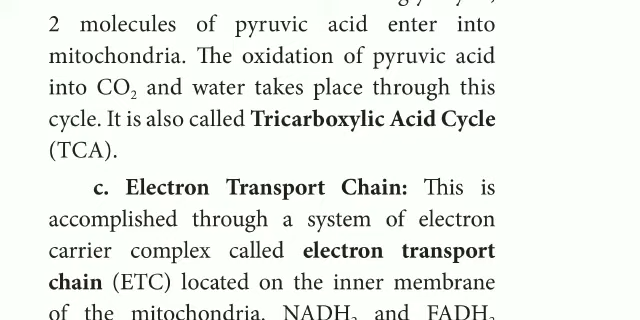 2 molecules of pyruvic acid enter into
mitochondria. The oxidation of pyruvic acid
into CO₂ and water takes place through this
cycle. It is also called Tricarboxylic Acid Cycle
(TCA).
c. Electron Transport Chain: This is
accomplished through a system of electron
carrier complex called electron transport
chain (ETC) located on the inner membrane
of the mitochondria. NADH₂ and FADH₂